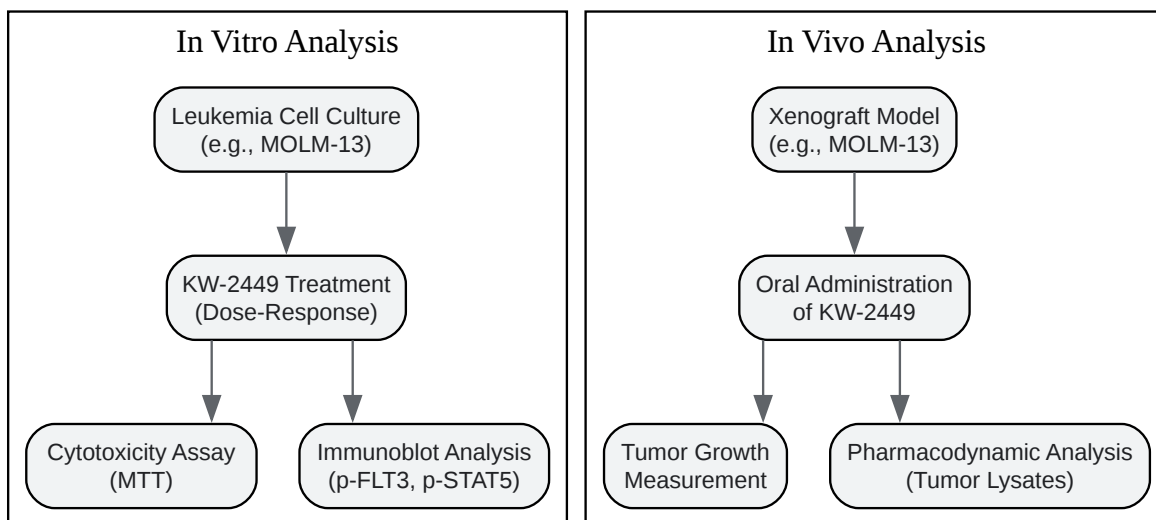 In Vitro Analysis
Leukemia Cell Culture
(e.g., MOLM-13)
KW-2449 Treatment
(Dose-Response)
Cytotoxicity Assay
(MTT)
Immunoblot Analysis
(p-FLT3, p-STAT5)
In Vivo Analysis
Xenograft Model
(e.g., MOLM-13)
Oral Administration
of KW-2449
Tumor Growth
Measurement
Pharmacodynamic Analysis
(Tumor Lysates)